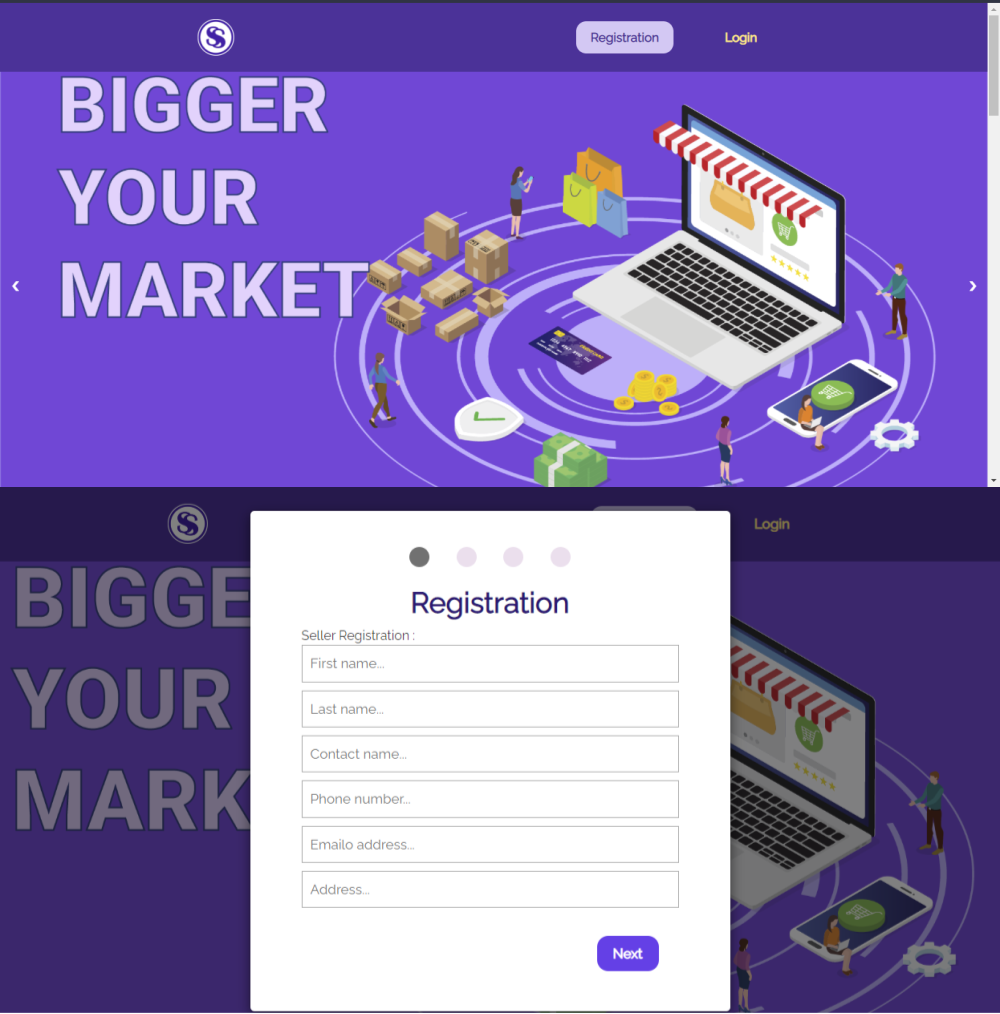 SS
Registration
Login
BIGGER
YOUR
MARKET
Login
BIGGE
YOUR
MARK
Registration
Seller Registration :
First name...
Last name...
Contact name...
Phone number...
Emailo address...
Address...
Next